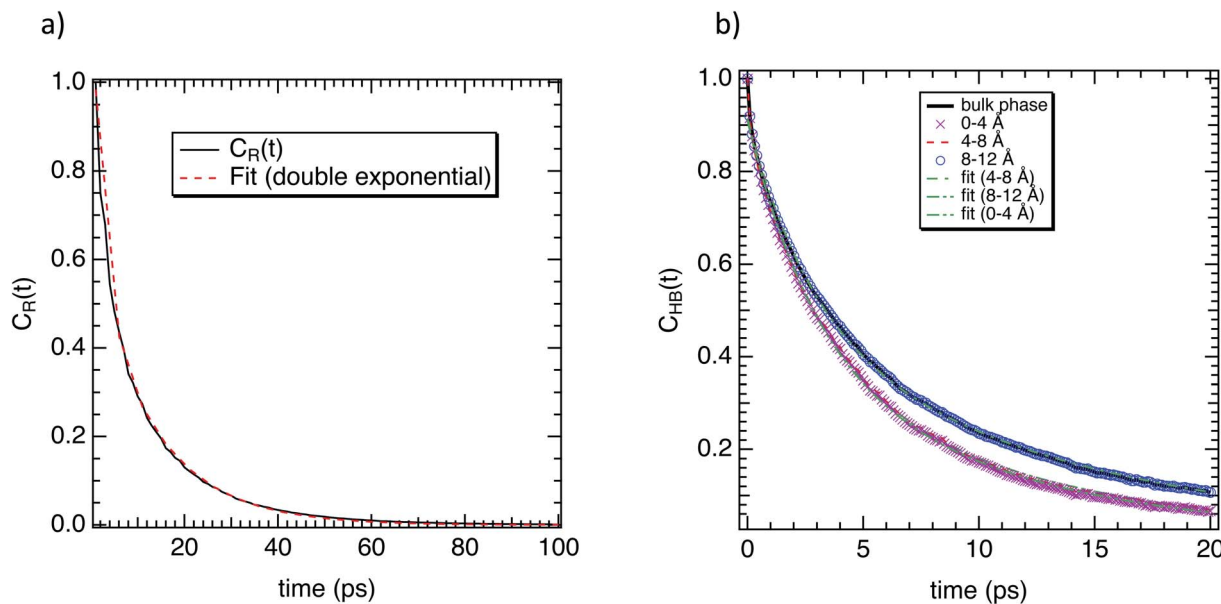 a)
1.0
0.8
0.6
0.4
0.2
0.0
C_R(t)
C_R(t)
Fit (double exponential)
20
40
60
80
100
time (ps)
b)
1.0
0.8
0.6
0.4
0.2
C_HB(t)
bulk phase
0-4 Å
4-8 Å
8-12 Å
fit (4-8 Å)
fit (8-12 Å)
fit (0-4 Å)
0
5
10
15
20
time (ps)